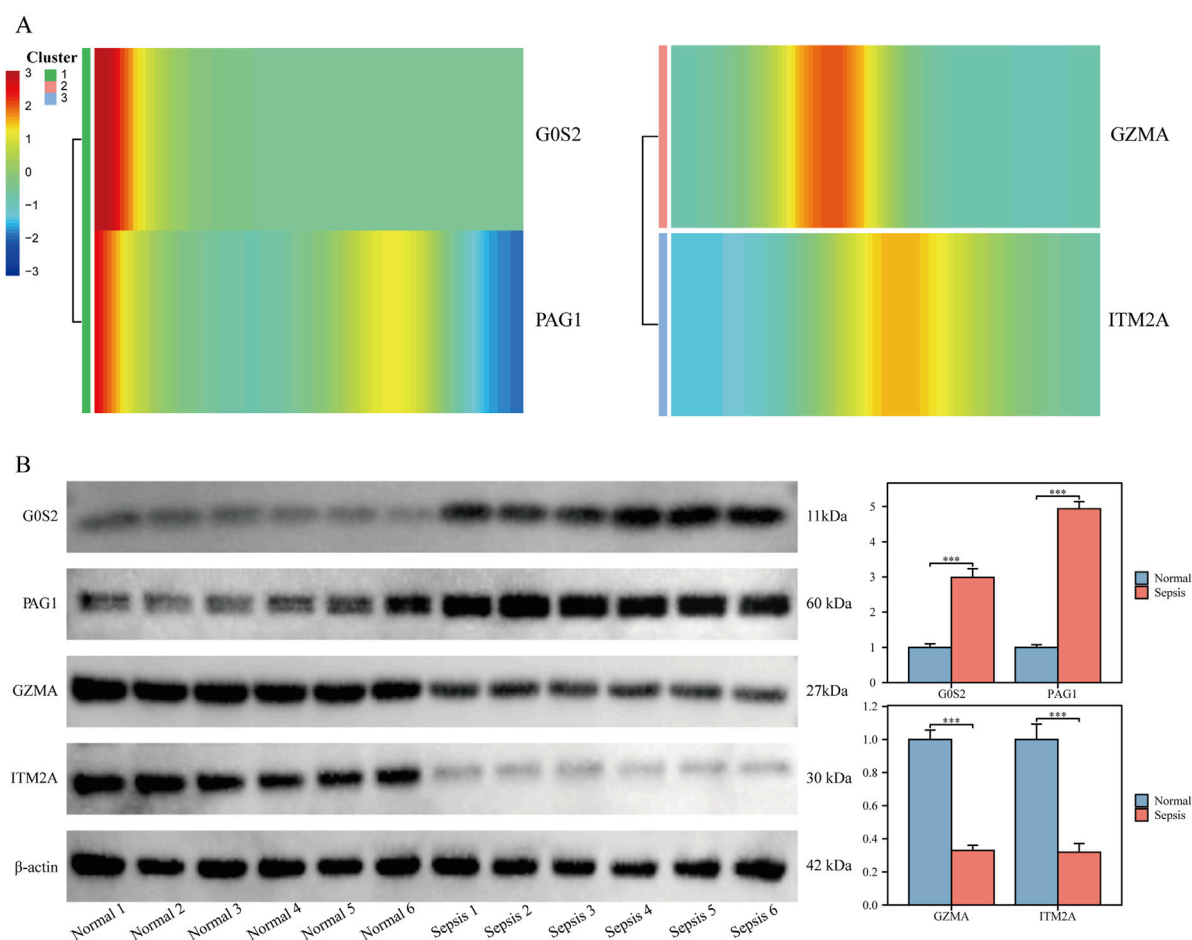 A
Cluster
1
2
3
3
2
1
0
−1
−2
−3
G0S2
PAG1
GZMA
ITM2A
B
G0S2
11kDa
PAG1
60 kDa
GZMA
27kDa
ITM2A
30 kDa
β-actin
42 kDa
Normal 1
Normal 2
Normal 3
Normal 4
Normal 5
Normal 6
Sepsis 1
Sepsis 2
Sepsis 3
Sepsis 4
Sepsis 5
Sepsis 6
5
4
3
2
1
0
***
***
G0S2
PAG1
Normal
Sepsis
1.2
1.0
0.8
0.6
0.4
0.2
0.0
***
***
GZMA
ITM2A
Normal
Sepsis